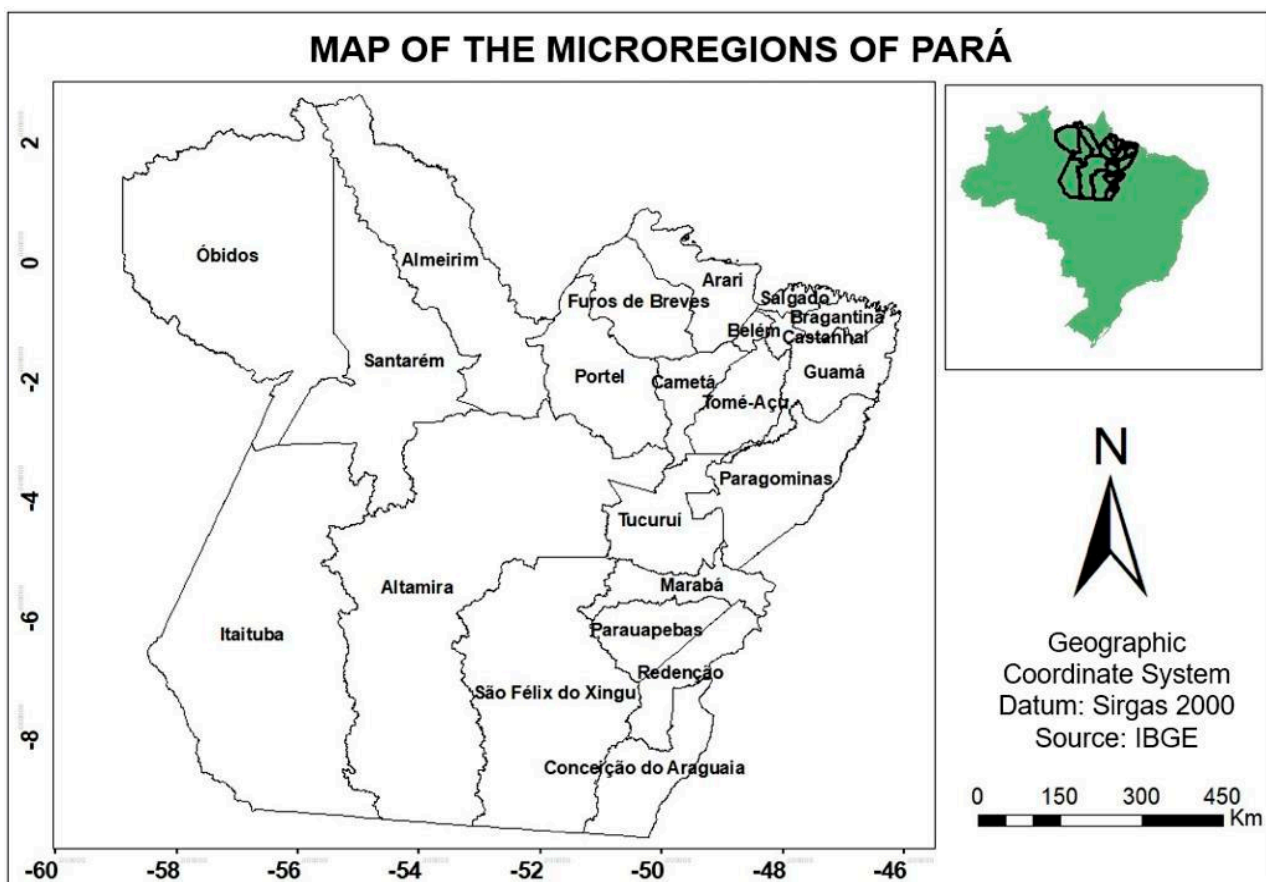 MAP OF THE MICROREGIONS OF PARÁ
Óbidos
Almeirim
Arari
Furos de Breves
Salgado
Bragantina
Belém
Castanhal
Santarém
Portel
Cametá
Guamá
Tomé-Açu
Paragominas
Tucuruí
Altamira
Marabá
Itaituba
Parauapebas
Redenção
São Félix do Xingu
Conceição do Araguaia
2
0
-2
-4
-6
-8
-60
-58
-56
-54
-52
-50
-48
-46
N
Geographic
Coordinate System
Datum: Sirgas 2000
Source: IBGE
0 150 300 450
Km